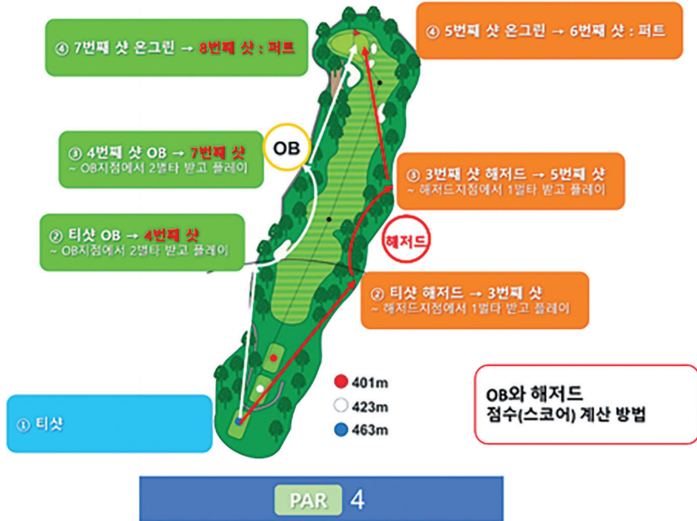 ④ 7번째 샷 온그린 → 8번째 샷 : 퍼트
④ 5번째 샷 온그린 → 6번째 샷 : 퍼트
OB
③ 4번째 샷 OB → 7번째 샷
~ OB지점에서 2벌타 받고 플레이
③ 3번째 샷 해저드 → 5번째 샷
~ 해저드지점에서 1벌타 받고 플레이
② 티샷 OB → 4번째 샷
~ OB지점에서 2벌타 받고 플레이
해저드
② 티샷 해저드 → 3번째 샷
~ 해저드지점에서 1벌타 받고 플레이
401m
423m
463m
① 티샷
OB와 해저드
점수(스코어) 계산 방법
PAR 4